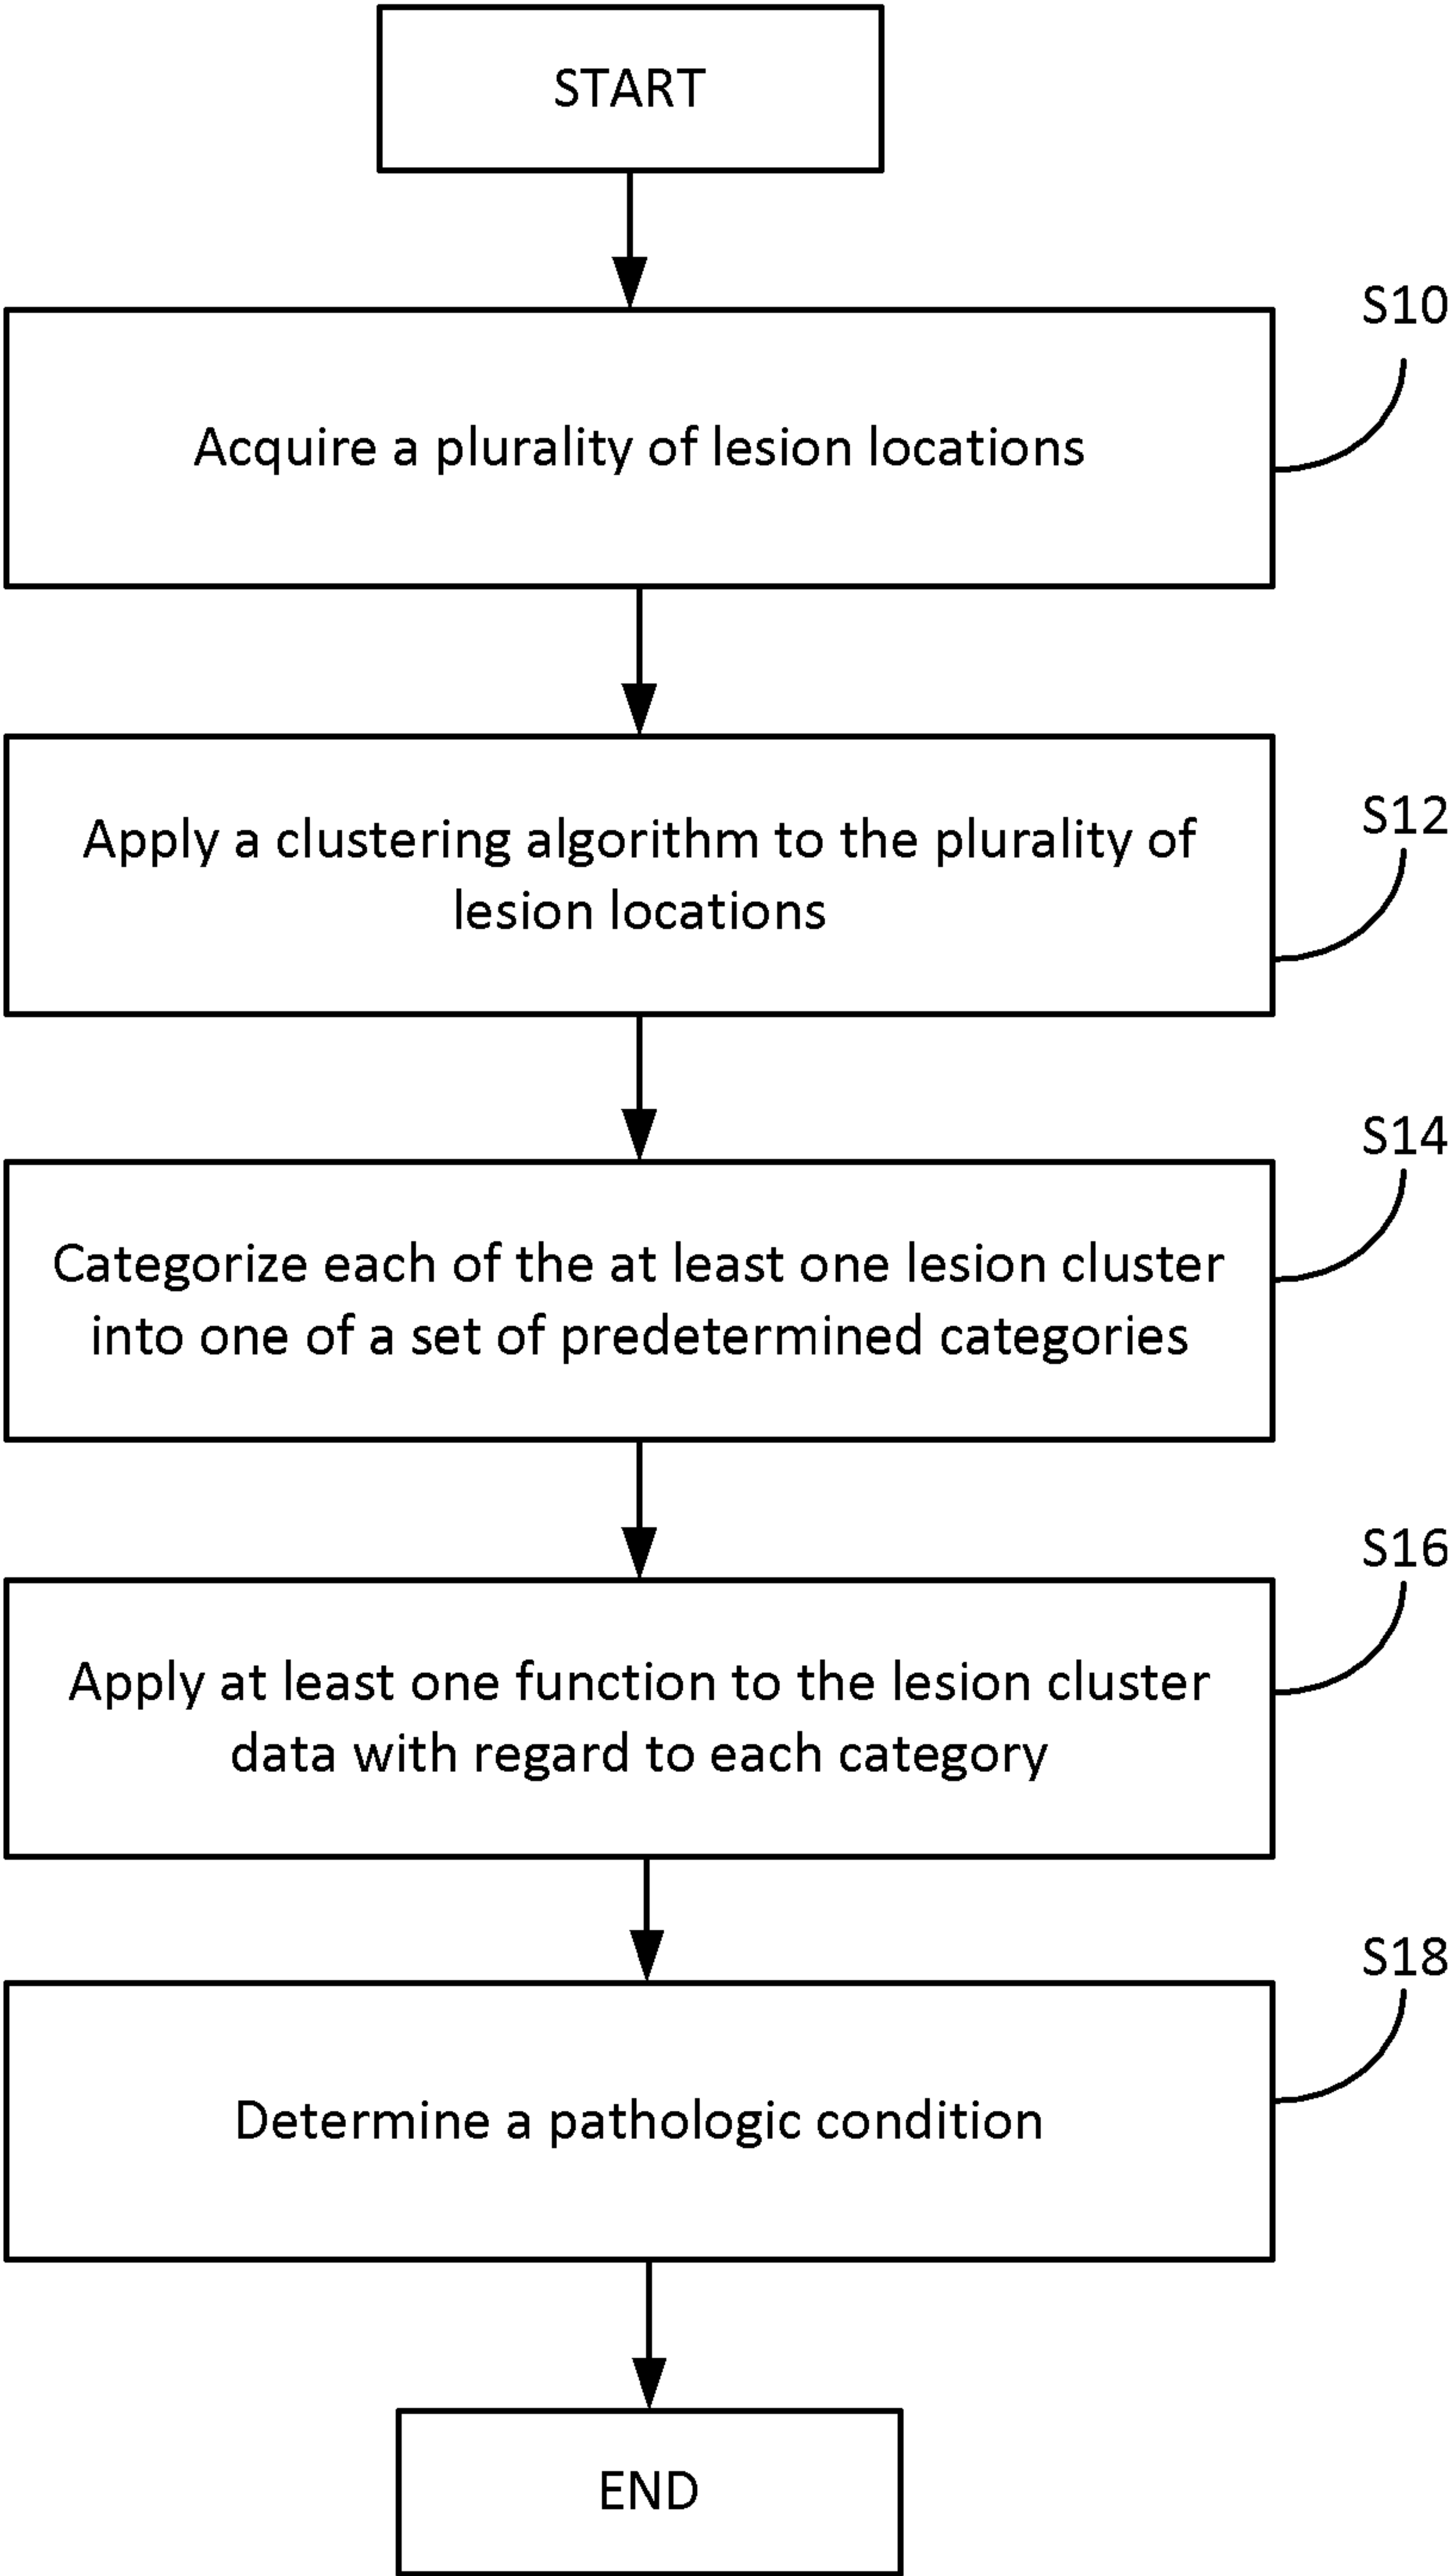 START
S10
Acquire a plurality of lesion locations
S12
Apply a clustering algorithm to the plurality of
lesion locations
S14
Categorize each of the at least one lesion cluster
into one of a set of predetermined categories
S16
Apply at least one function to the lesion cluster
data with regard to each category
S18
Determine a pathologic condition
END